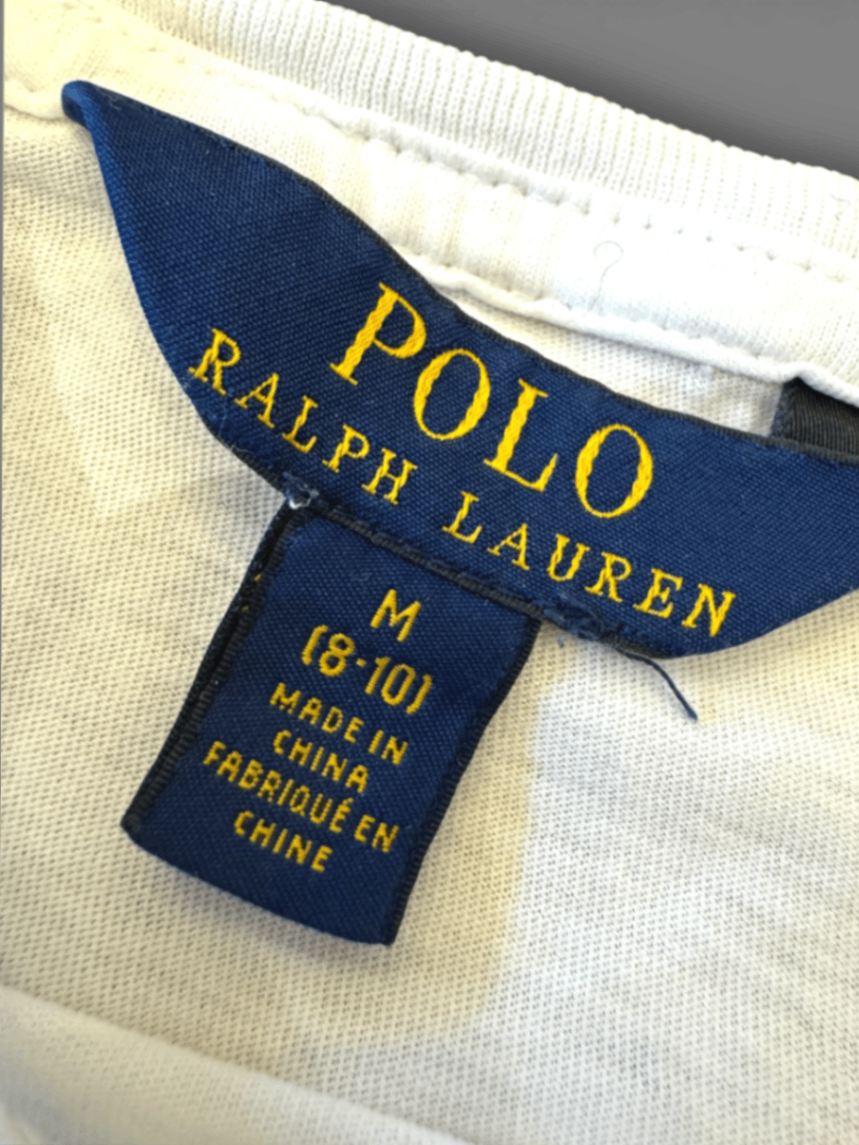 POLO
RALPH LAUREN
M
(8-10)
MADE IN
CHINA
FABRIQUÉ EN
CHINE